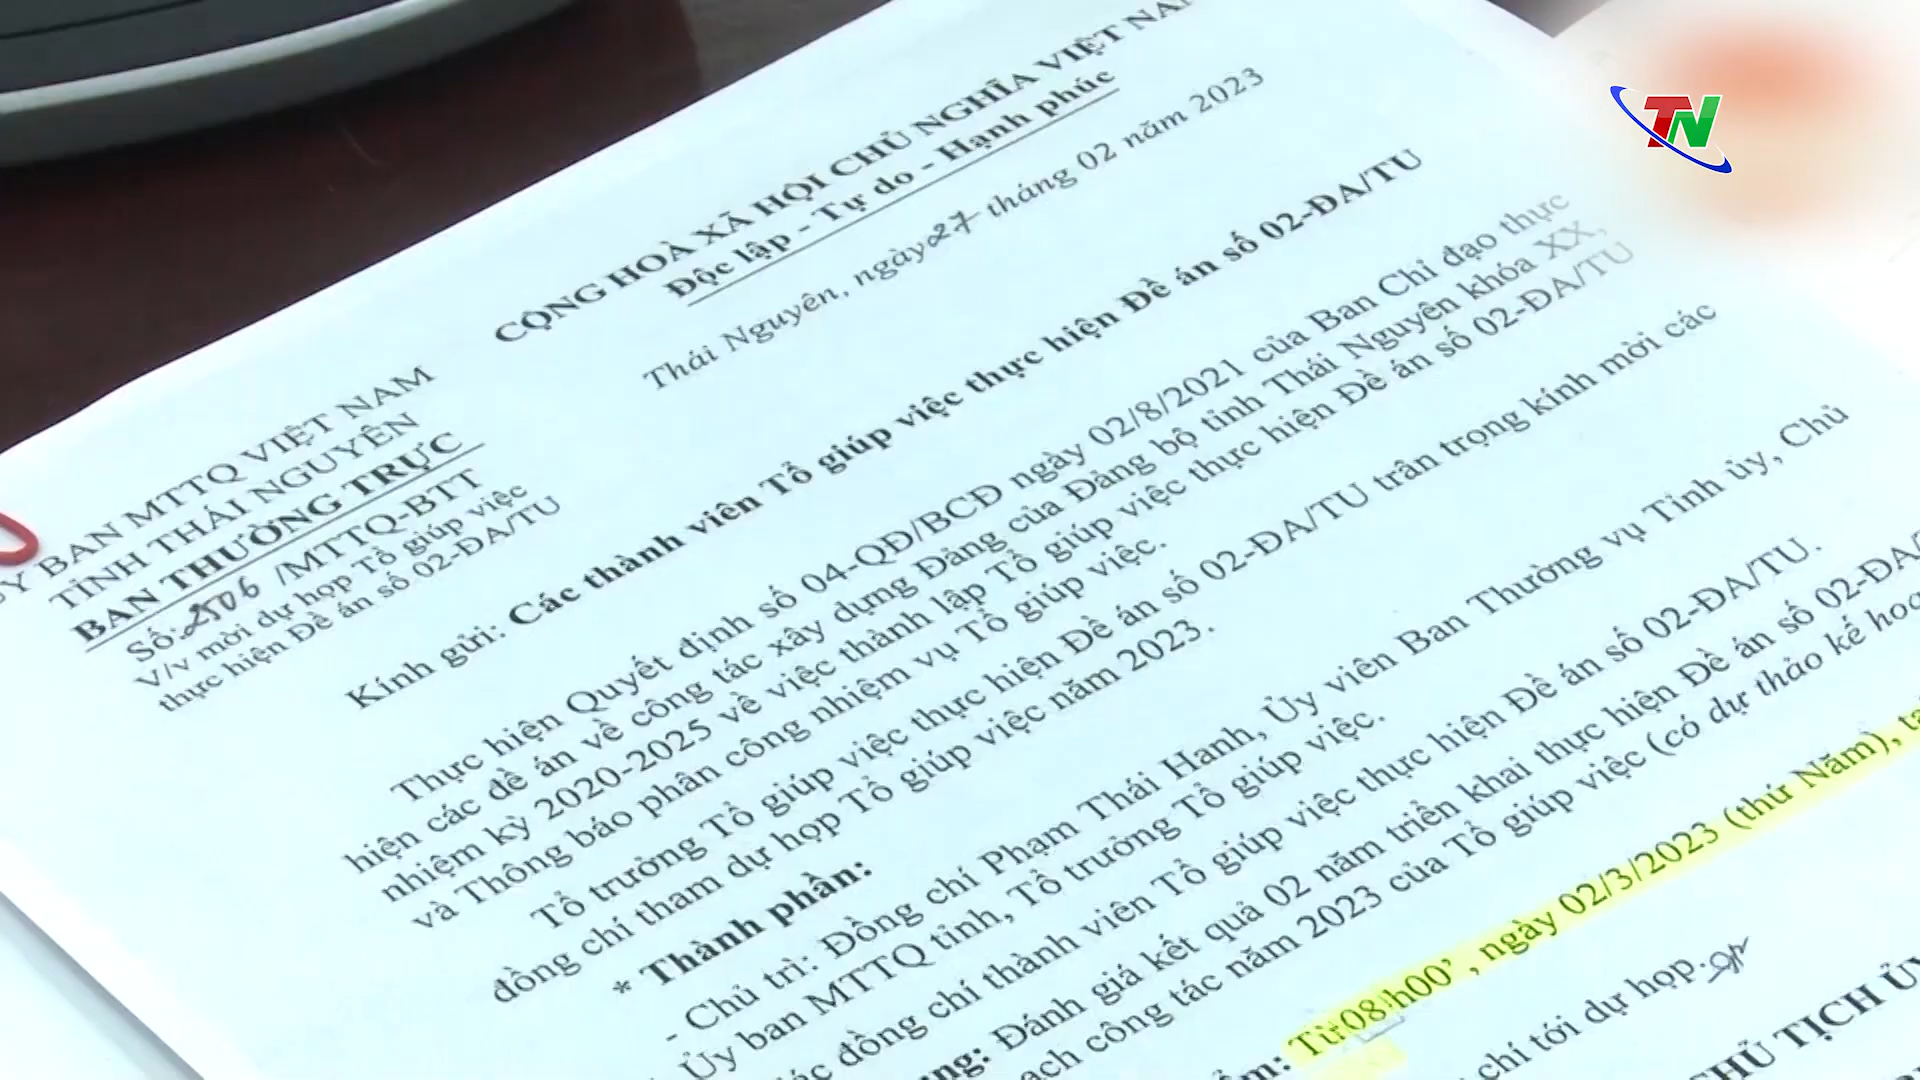 TN
CỘNG HOÀ XÃ HỘI CHỦ NGHĨA VIỆT NAM
Độc lập - Tự do - Hạnh phúc
Thái Nguyên, ngày 27 tháng 02 năm 2023
ỦY BAN MTTQ VIỆT NAM
TỈNH THÁI NGUYÊN
BAN THƯỜNG TRỰC
Số: 2506 /MTTQ-BTT
V/v mời dự họp Tổ giúp việc
thực hiện Đề án số 02-ĐA/TU
Kính gửi: Các thành viên Tổ giúp việc thực hiện Đề án số 02-ĐA/TU
Thực hiện Quyết định số 04-QĐ/BCĐ ngày 02/8/2021 của Ban Chỉ đạo thực
hiện các đề án về công tác xây dựng Đảng của Đảng bộ tỉnh Thái Nguyên khóa XX,
nhiệm kỳ 2020-2025 về việc thành lập Tổ giúp việc thực hiện Đề án số 02-ĐA/TU
và Thông báo phân công nhiệm vụ Tổ giúp việc.
Tổ trưởng Tổ giúp việc thực hiện Đề án số 02-ĐA/TU trân trọng kính mời các
đồng chí tham dự họp Tổ giúp việc năm 2023.
* Thành phần:
- Chủ trì: Đồng chí Phạm Thái Hanh, Ủy viên Ban Thường vụ Tỉnh ủy, Chủ
Ủy ban MTTQ tỉnh, Tổ trưởng Tổ giúp việc.
đồng chí thành viên Tổ giúp việc thực hiện Đề án số 02-ĐA/TU.
Đánh giá kết quả 02 năm triển khai thực hiện Đề án số 02-ĐA/
công tác năm 2023 của Tổ giúp việc (có dự thảo kế
Từ 08h00’, ngày 02/3/2023 (thứ Năm),
chí tới dự họp.
CHỦ TỊCH